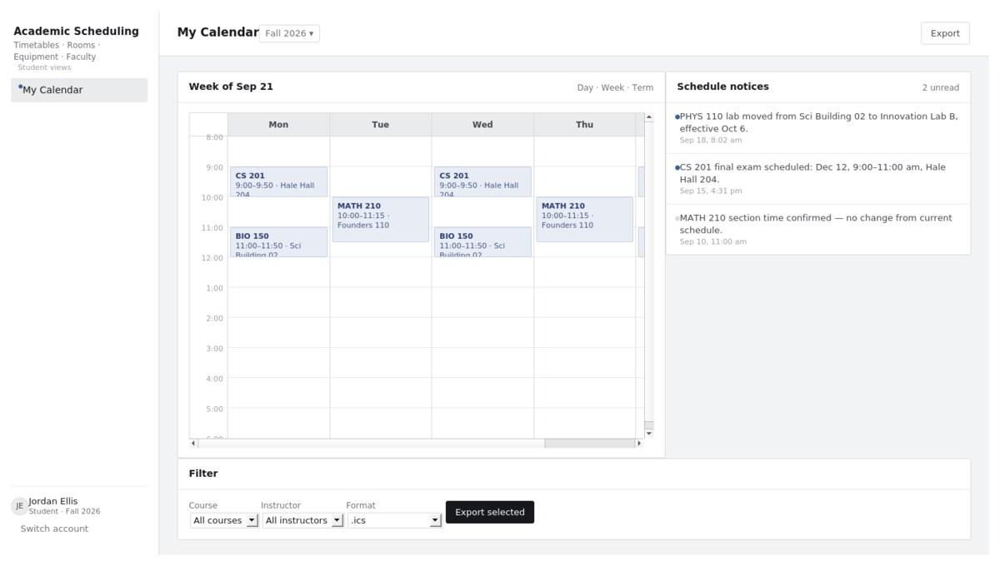 Academic Scheduling
Timetables · Rooms ·
Equipment · Faculty
Student views
My Calendar
JE
Jordan Ellis
Student · Fall 2026
Switch account
My Calendar
Fall 2026 ▾
Export
Week of Sep 21
Day · Week · Term
Mon Tue Wed Thu
8:00
9:00
10:00
11:00
12:00
1:00
2:00
3:00
4:00
5:00
6:00
CS 201
9:00–9:50 · Hale Hall
204
BIO 150
11:00–11:50 · Sci
Building 02
MATH 210
10:00–11:15 ·
Founders 110
CS 201
9:00–9:50 · Hale Hall
204
BIO 150
11:00–11:50 · Sci
Building 02
MATH 210
10:00–11:15 ·
Founders 110
Schedule notices
2 unread
PHYS 110 lab moved from Sci Building 02 to Innovation Lab B,
effective Oct 6.
Sep 18, 8:02 am
CS 201 final exam scheduled: Dec 12, 9:00–11:00 am, Hale
Hall 204.
Sep 15, 4:31 pm
MATH 210 section time confirmed — no change from current
schedule.
Sep 10, 11:00 am
Filter
Course
All courses
Instructor
All instructors
Format
.ics
Export selected